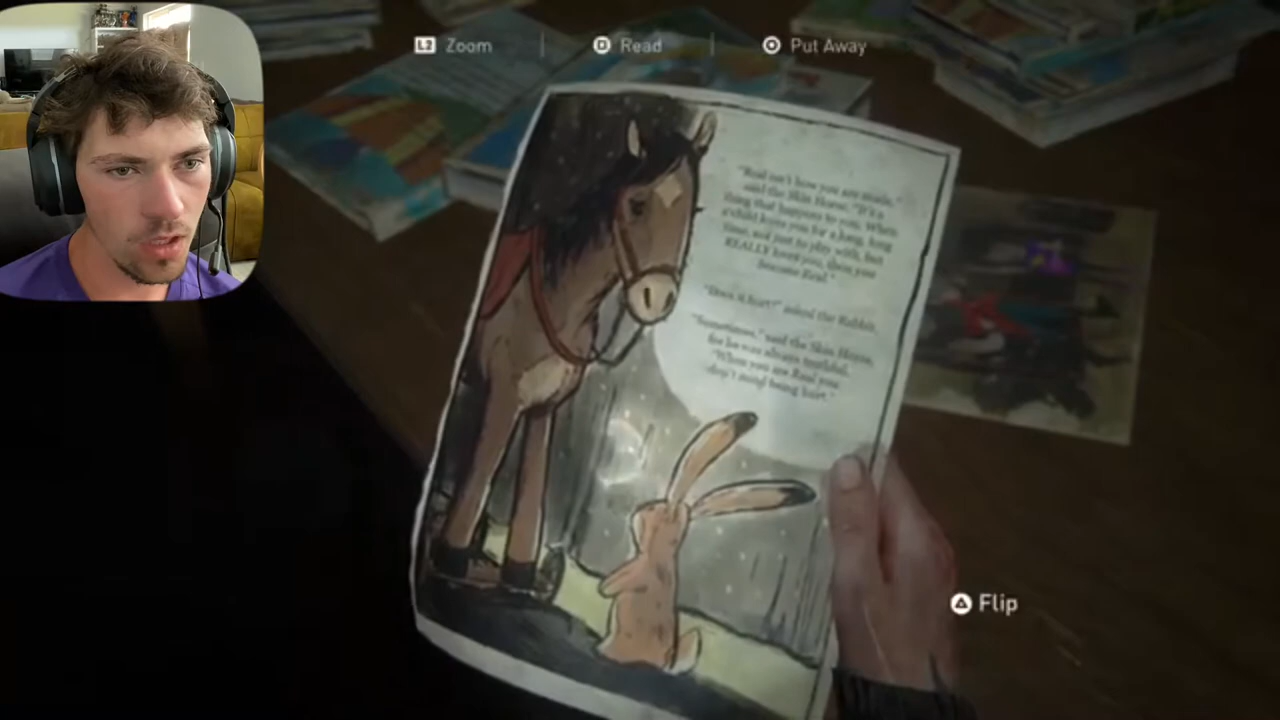 L2 Zoom
Read
Put Away
"Real isn't how you are made,"
said the Skin Horse. "It's a
thing that happens to you. When
a child loves you for a long, long
time, not just to play with, but
REALLY loves you, then you
become Real."
"Does it hurt?" asked the Rabbit.
"Sometimes," said the Skin Horse,
for he was always truthful.
"When you are Real you
don't mind being hurt."
Flip